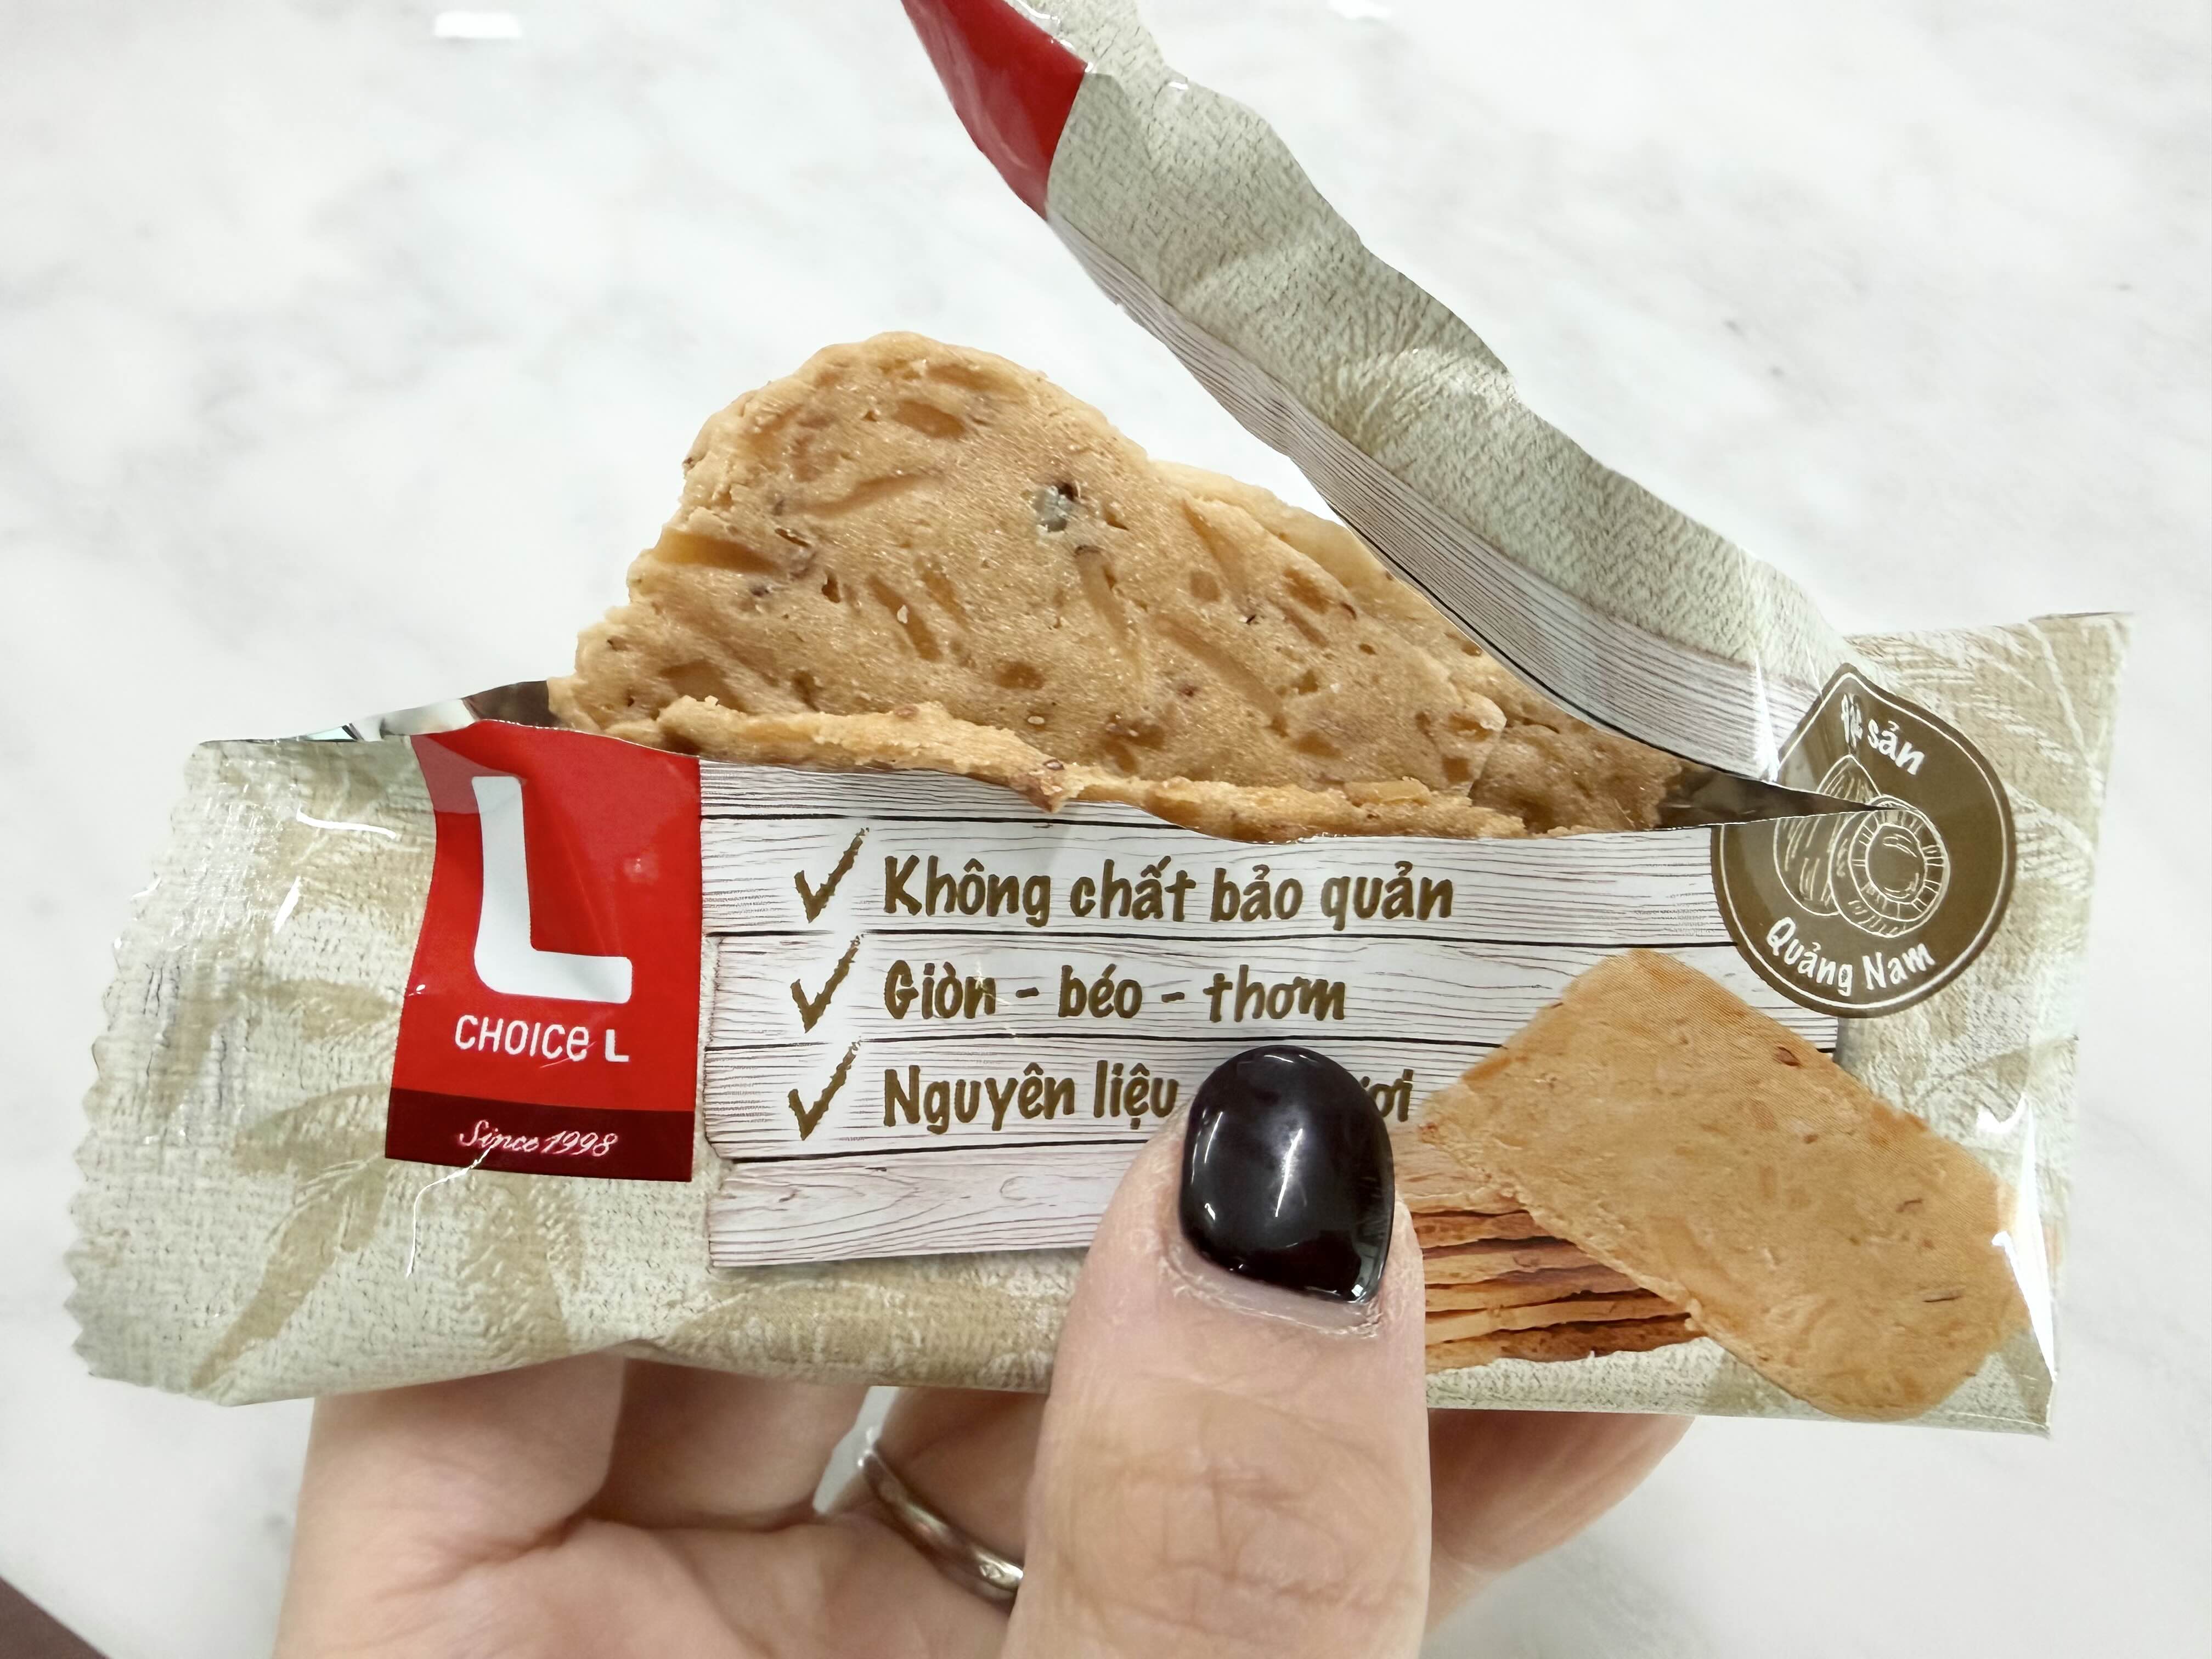 L
CHOICE L
Since 1998
Không chất bảo quản
Giòn - béo - thơm
Nguyên liệu
sản
Quảng Nam